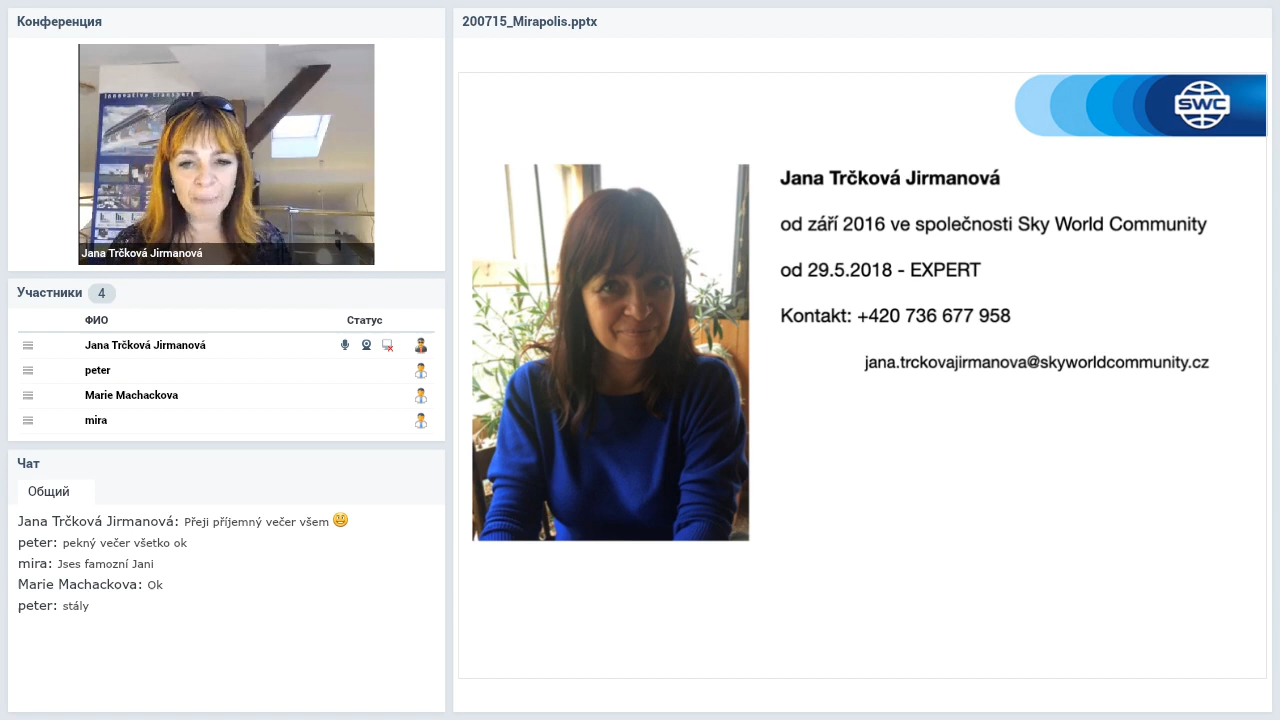 Конференция
Innovative transport
Jana Trčková Jirmanová
Участники 4
ФИО Статус
Jana Trčková Jirmanová
peter
Marie Machackova
mira
Чат
Общий
Jana Trčková Jirmanová: Přeji příjemný večer všem
peter: pekný večer všetko ok
mira: Jses famozní Jani
Marie Machackova: Ok
peter: stály
200715_Mirapolis.pptx
SWC
Jana Trčková Jirmanová
od září 2016 ve společnosti Sky World Community
od 29.5.2018 - EXPERT
Kontakt: +420 736 677 958
jana.trckovajirmanova@skyworldcommunity.cz